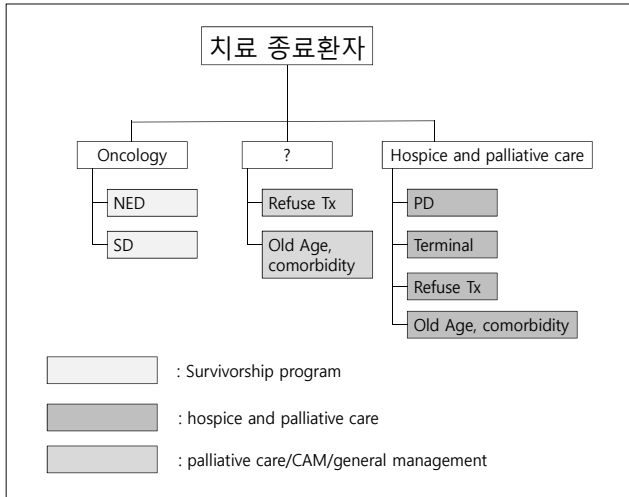 치료 종료환자
Oncology
?
Hospice and palliative care
NED
Refuse Tx
PD
SD
Old Age,
comorbidity
Terminal
Refuse Tx
Old Age, comorbidity
: Survivorship program
: hospice and palliative care
: palliative care/CAM/general management